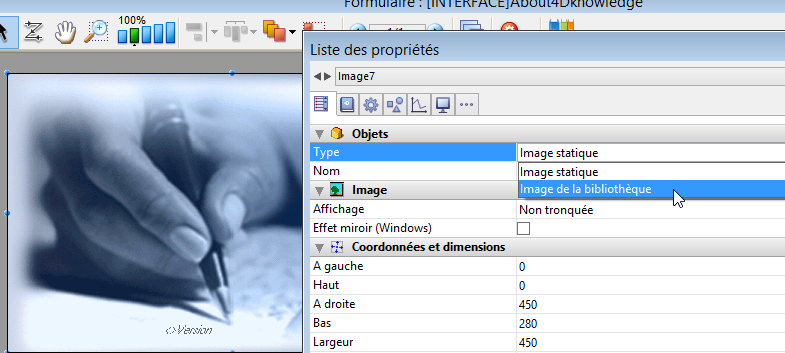 Formulaire : [INTERFACE]About4Dknowledge
100%
1/1
Liste des propriétés
Image7
Objets
Type Image statique
Nom Image statique
Image de la bibliothèque
Image
Affichage Non tronquée
Effet miroir (Windows)
Coordonnées et dimensions
A gauche 0
Haut 0
A droite 450
Bas 280
Largeur 450
<>Version